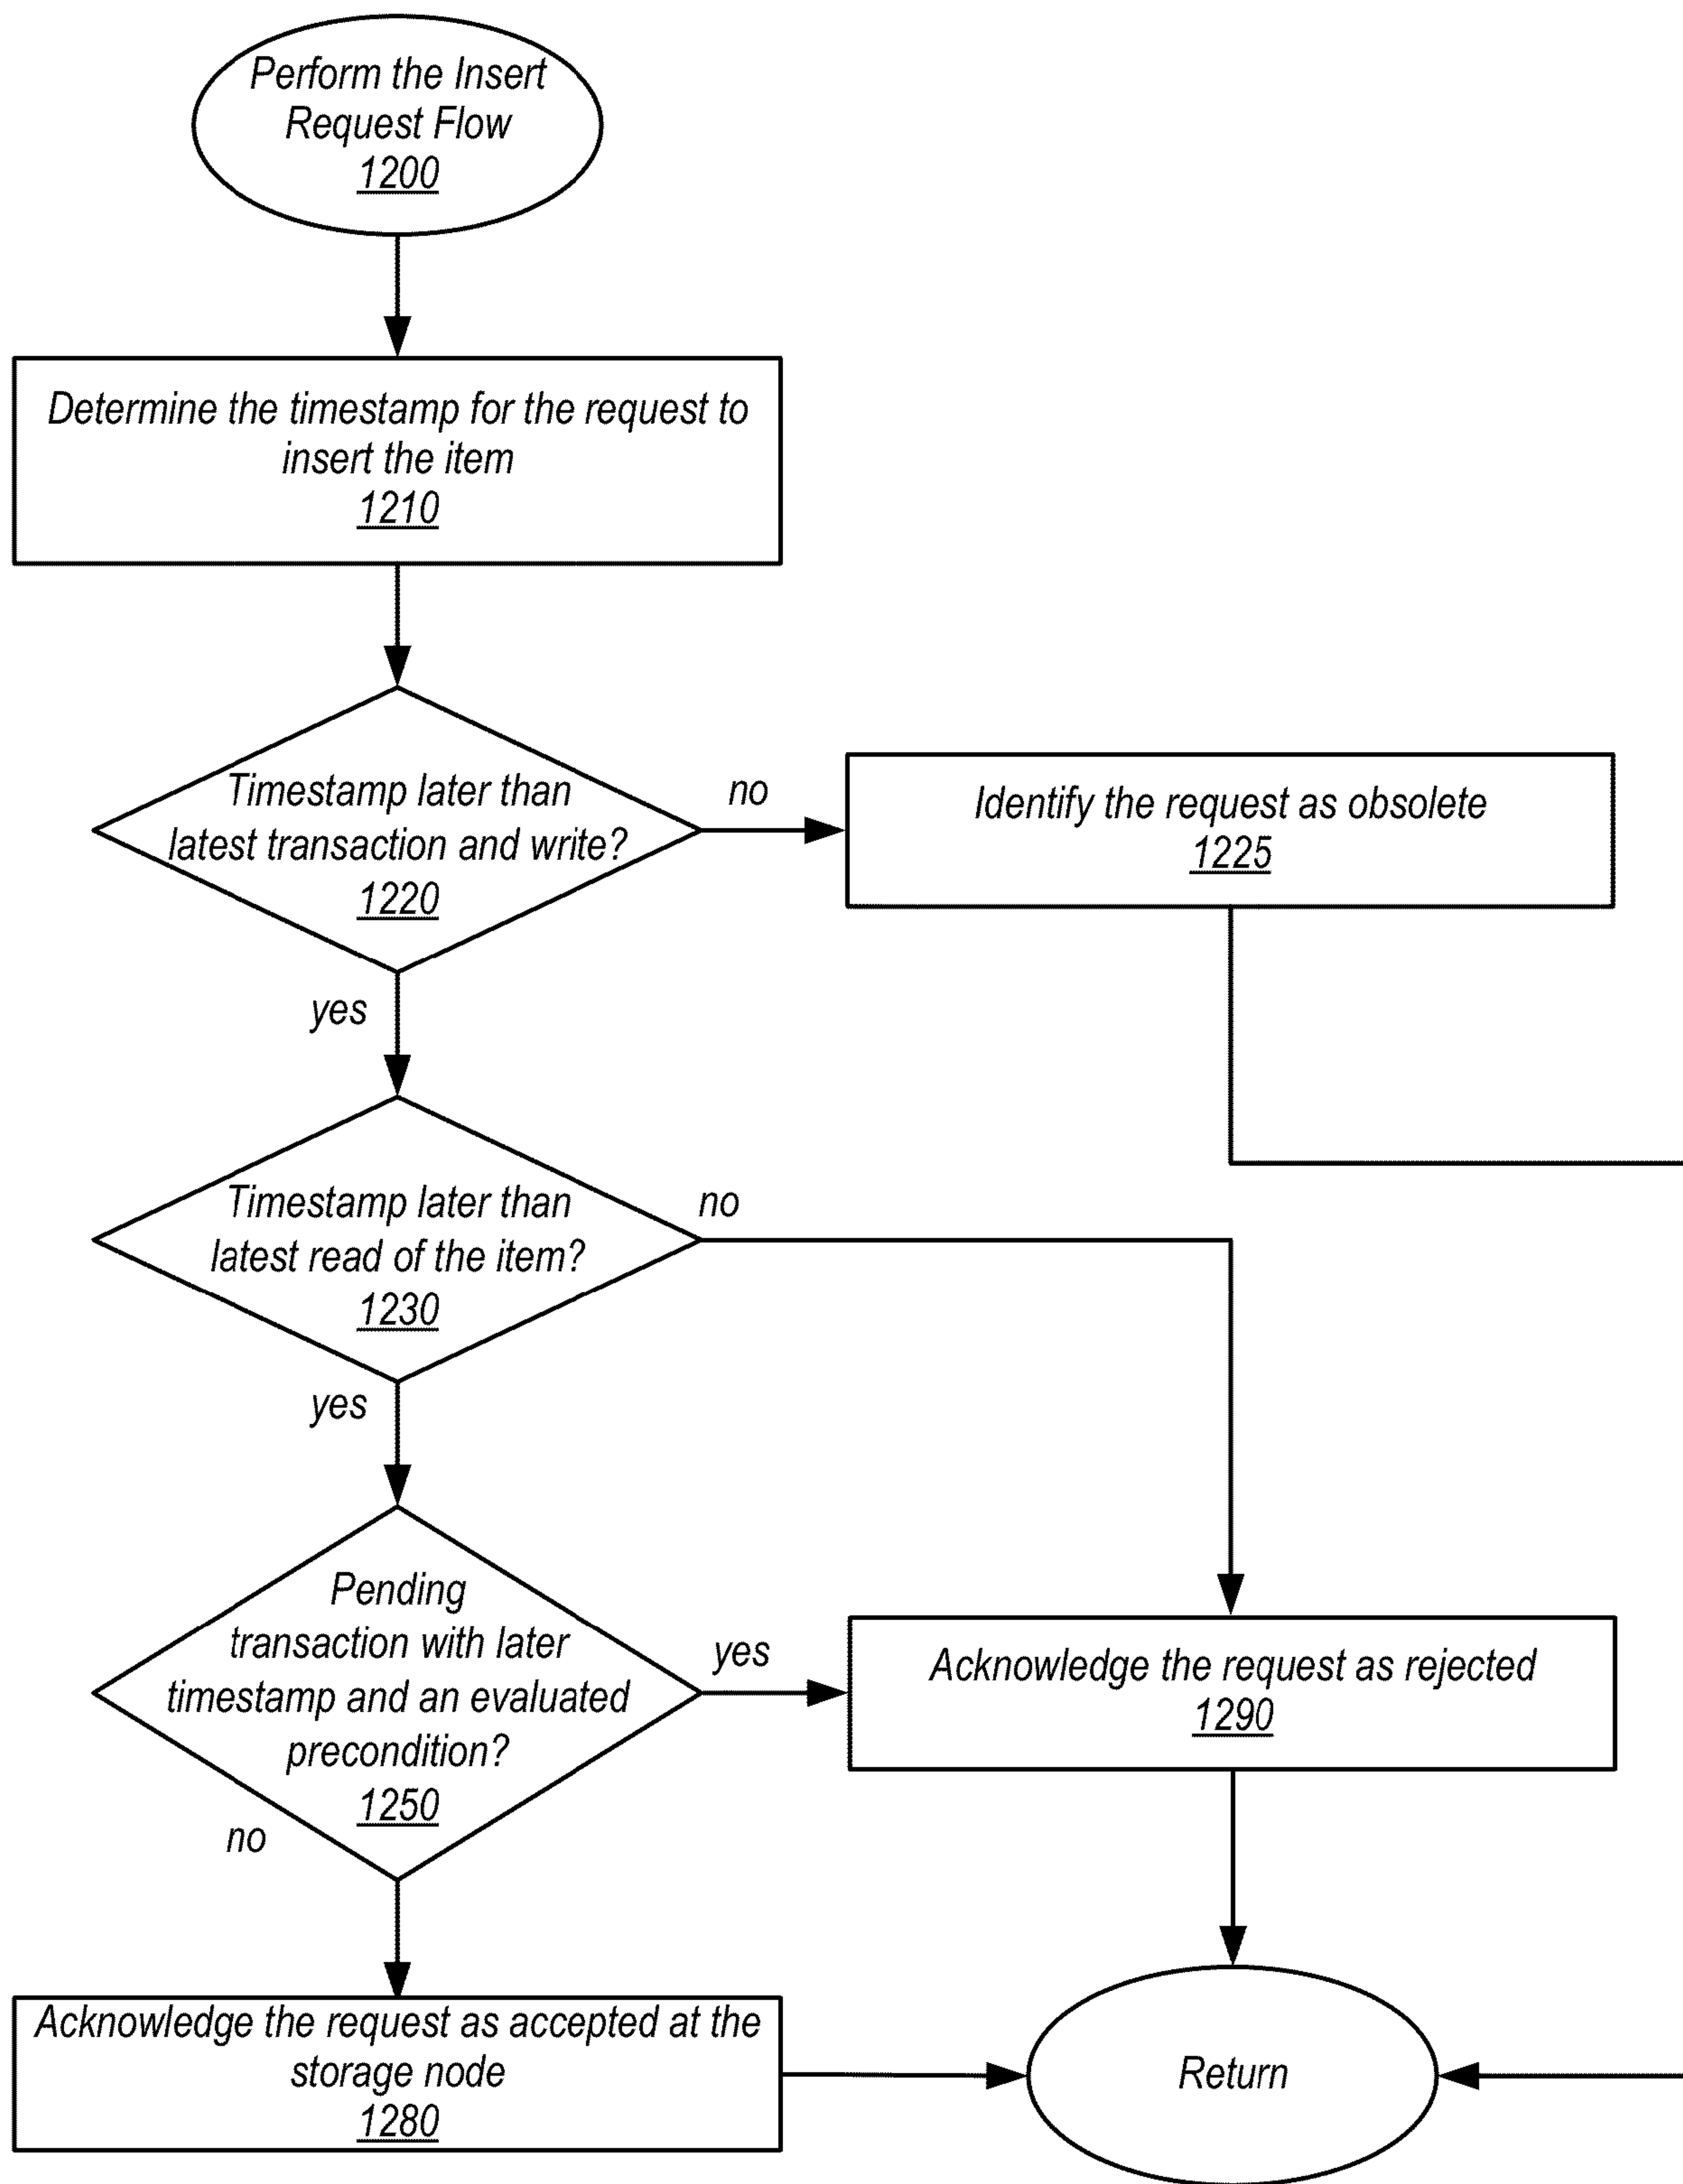 Perform the Insert
Request Flow
1200
Determine the timestamp for the request to
insert the item
1210
Timestamp later than
latest transaction and write?
1220
no
Identify the request as obsolete
1225
yes
Timestamp later than
latest read of the item?
1230
no
yes
Pending
transaction with later
timestamp and an evaluated
precondition?
1250
yes
Acknowledge the request as rejected
1290
no
Acknowledge the request as accepted at the
storage node
1280
Return